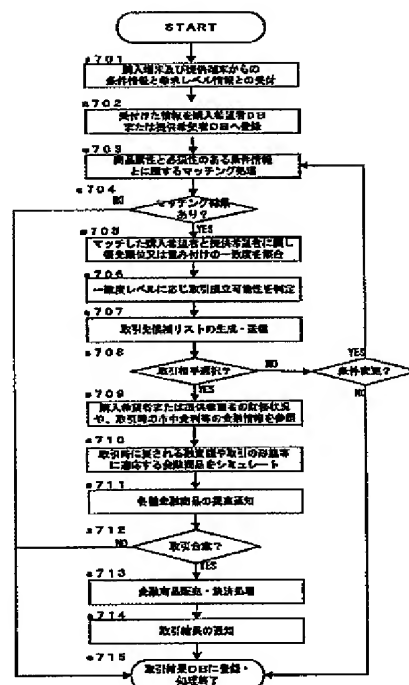 START
s701
購入端末及び提供端末からの
条件情報と要求レベル情報との受付
s702
受付けた情報を購入希望者DB
または提供希望者DBへ登録
s703
商品属性と必須性のある条件情報
とに関するマッチング処理
s704
NO
マッチング結果
あり?
YES
s705
マッチした購入希望者と提供希望者に関し
優先順位又は重み付けの一致度を照合
s706
一致度レベルに応じ取引成立可能性を判定
s707
取引先候補リストの生成・送信
s708
取引相手選択?
NO
YES
条件変更?
YES
NO
s709
購入希望者または提供希望者の財務状況
や、取引時の市中金利等の金融情報を参照
s710
取引時に要される融資額や取引の形態等
に適応する金融商品をシミュレート
s711
各種金融商品の提案通知
s712
NO
取引合意?
YES
s713
金融商品販売・決済処理
s714
取引結果の通知
s715
取引結果DBに登録・
処理終了